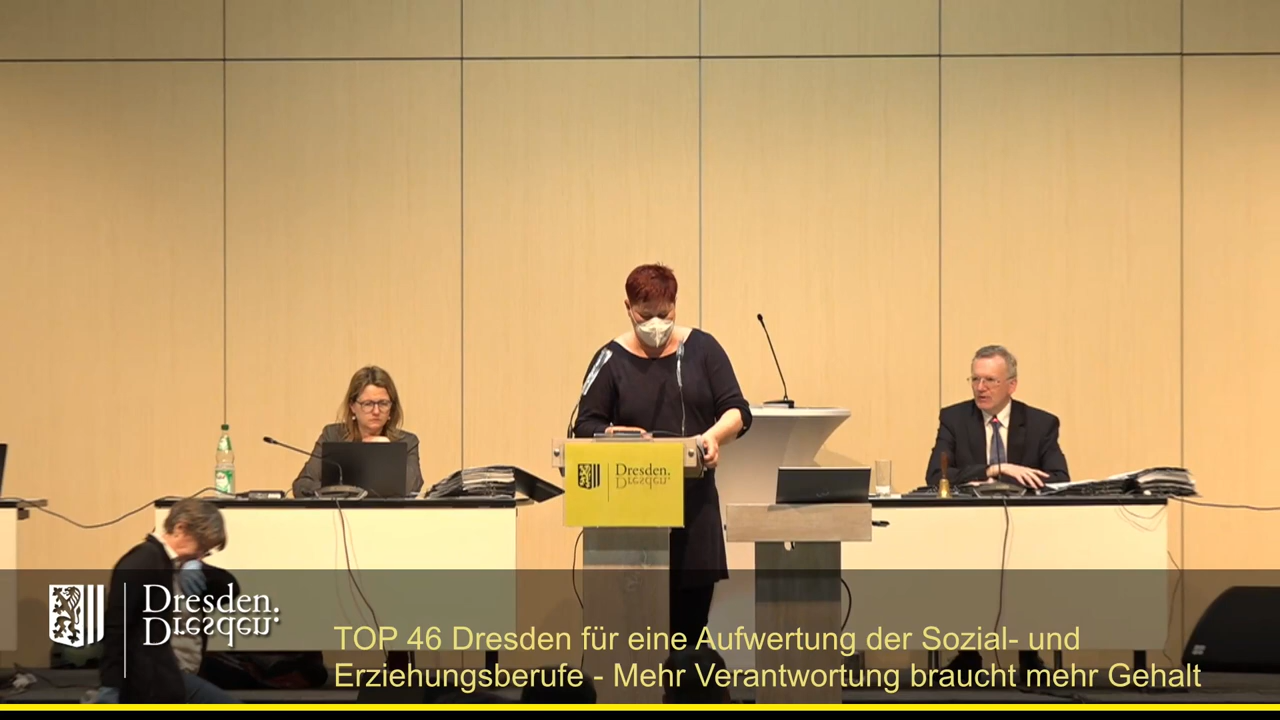 Dresden.
Dresden.
Dresden.
Dresden.
TOP 46 Dresden für eine Aufwertung der Sozial- und
Erziehungsberufe - Mehr Verantwortung braucht mehr Gehalt